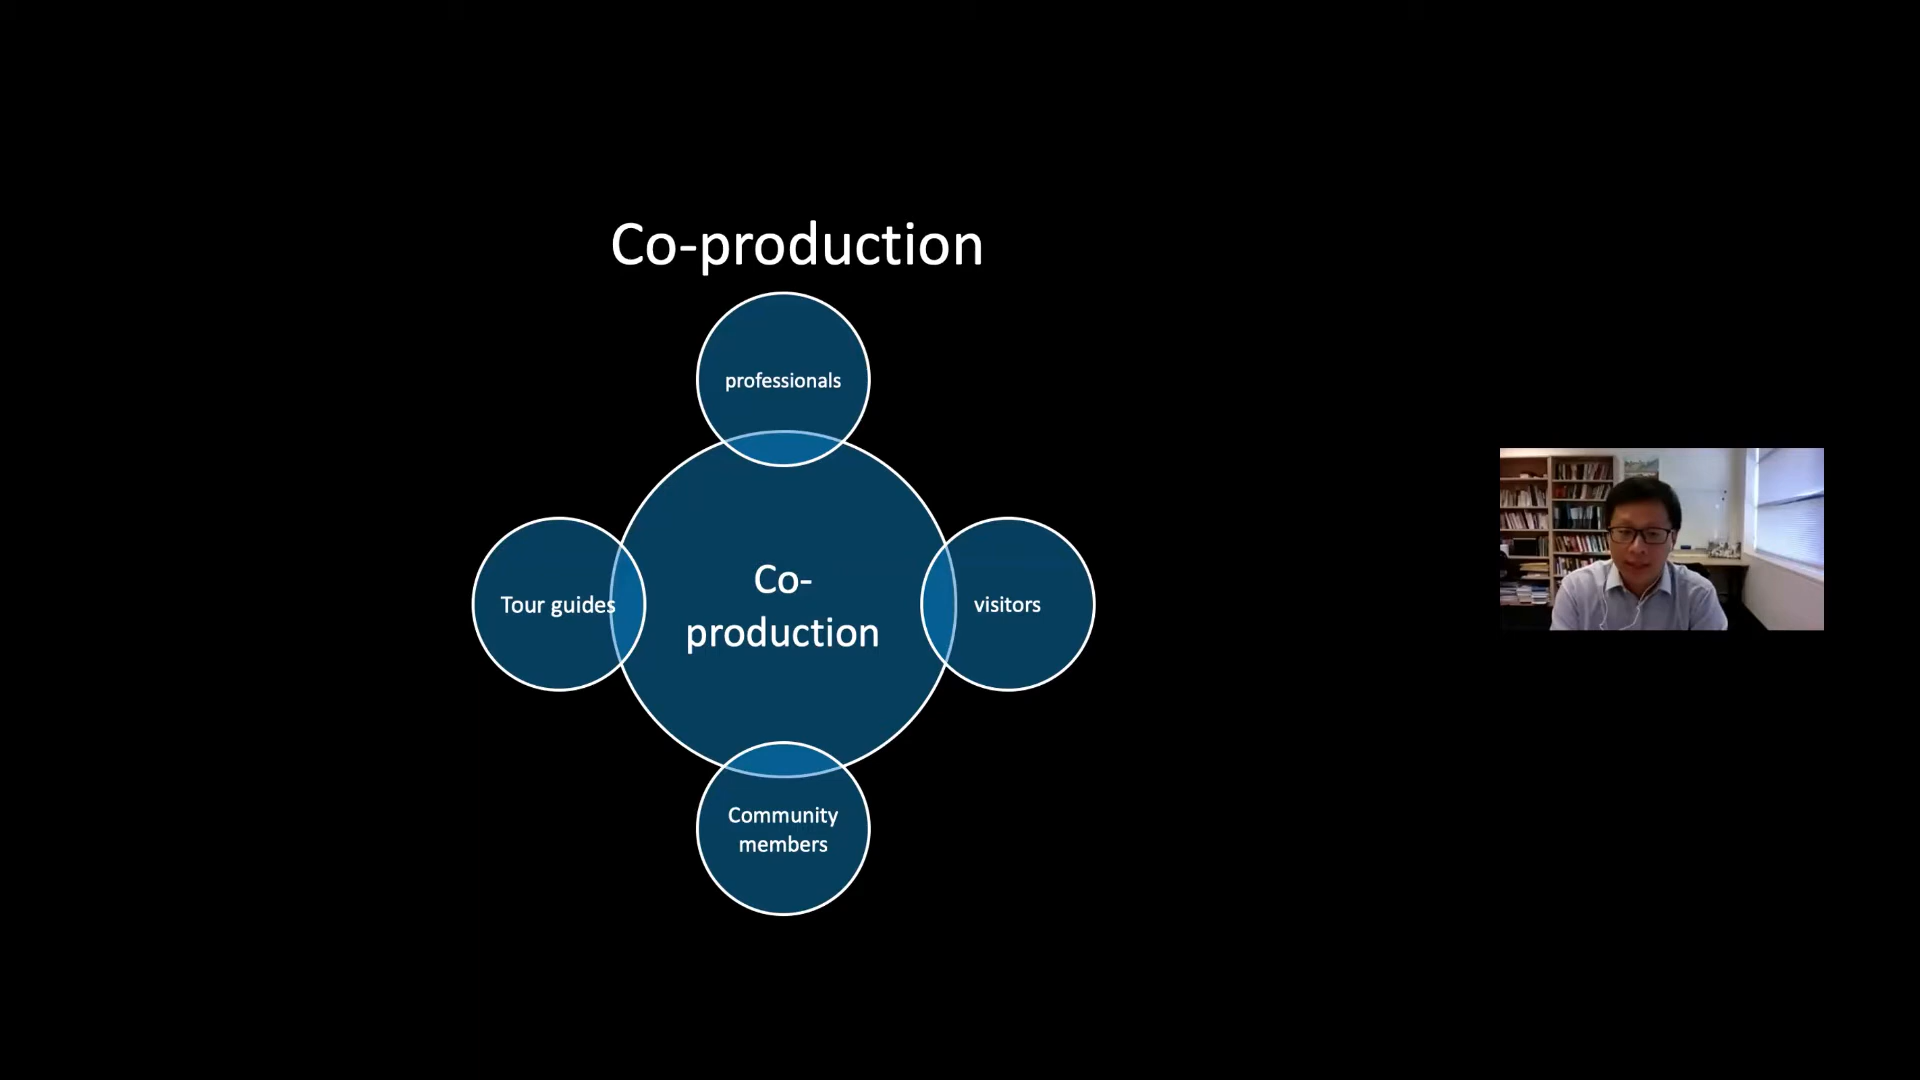 Co-production
professionals
Tour guides
Co-
production
visitors
Community
members